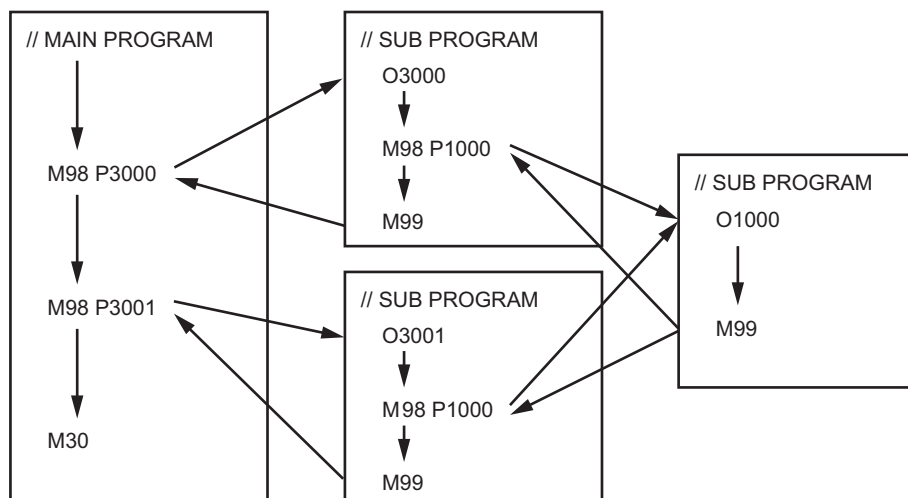 // MAIN PROGRAM
M98 P3000
M98 P3001
M30
// SUB PROGRAM
O3000
M98 P1000
M99
// SUB PROGRAM
O3001
M98 P1000
M99
// SUB PROGRAM
O1000
M99